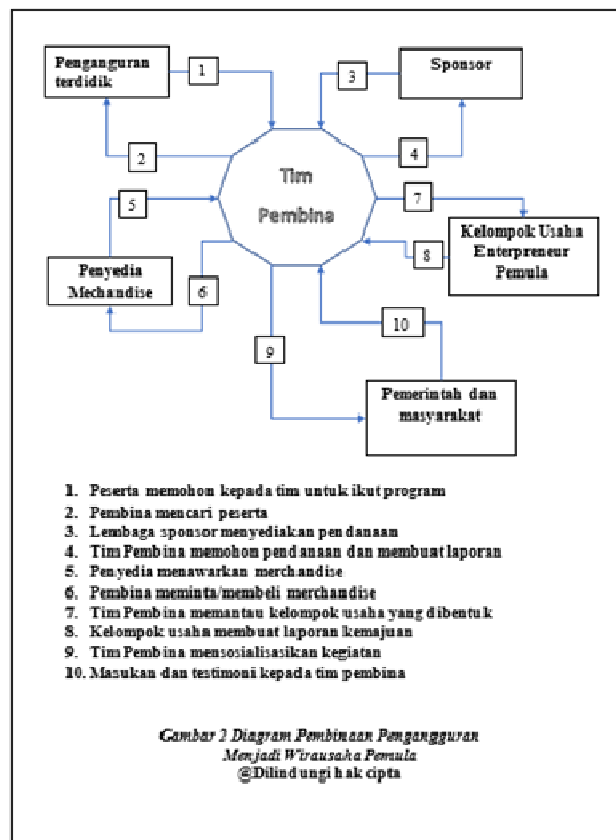 Penganguran
terdidik
1
2
3
Sponsor
4
Tim
Pembina
5
Penyedia
Mechandise
6
7
Kelompok Usaha
Enterpreneur
Pemula
8
9
10
Pemerintah dan
masyarakat
1. Peserta memohon kepada tim untuk ikut program
2. Pembina mencari peserta
3. Lembaga sponsor menyediakan pendanaan
4. Tim Pembina memohon pendanaan dan membuat laporan
5. Penyedia menawarkan merchandise
6. Pembina meminta/membeli merchandise
7. Tim Pembina memantau kelompok usaha yang dibentuk
8. Kelompok usaha membuat laporan kemajuan
9. Tim Pembina mensosialisasikan kegiatan
10. Masukan dan testimoni kepada tim pembina
Gambar 2 Diagram Pembinaan Pengangguran
Menjadi Wirausaha Pemula
@Dilindungi hak cipta